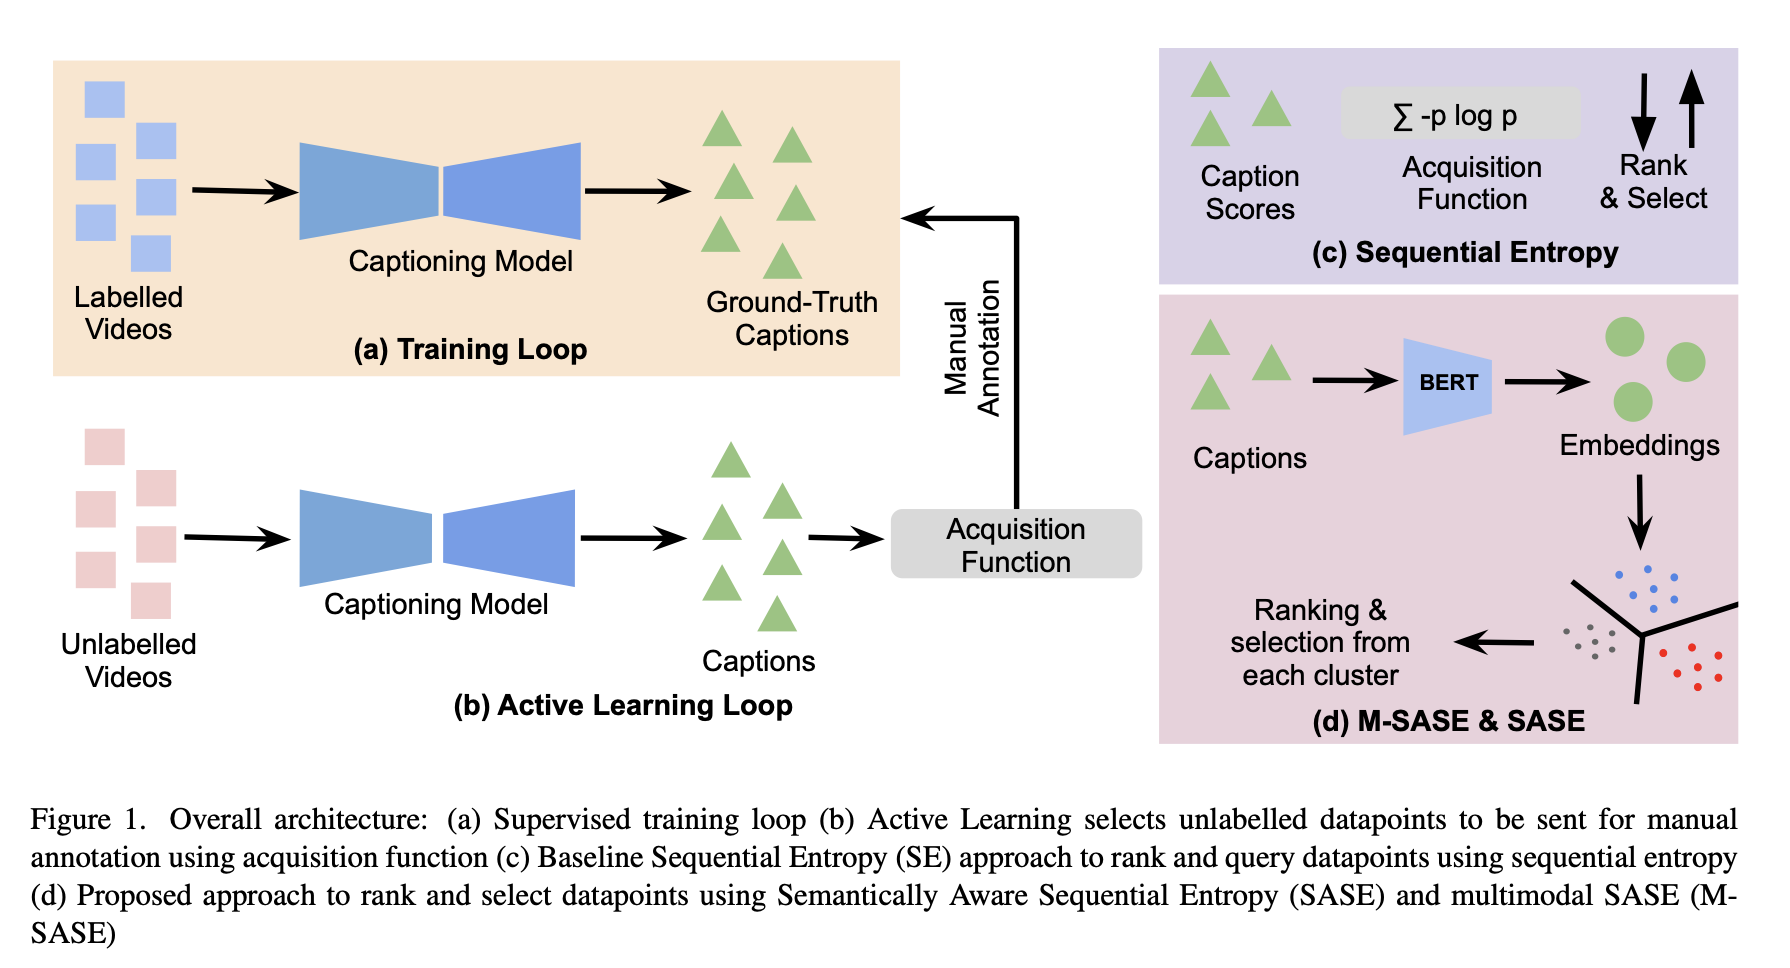 Labelled
Videos
Captioning Model
Ground-Truth
Captions
(a) Training Loop
Manual
Annotation
Unlabelled
Videos
Captioning Model
Captions
Acquisition
Function
(b) Active Learning Loop
Caption
Scores
∑ -p log p
Acquisition
Function
Rank
& Select
(c) Sequential Entropy
Captions
BERT
Embeddings
Ranking &
selection from
each cluster
(d) M-SASE & SASE
Figure 1. Overall architecture: (a) Supervised training loop (b) Active Learning selects unlabelled datapoints to be sent for manual
annotation using acquisition function (c) Baseline Sequential Entropy (SE) approach to rank and query datapoints using sequential entropy
(d) Proposed approach to rank and select datapoints using Semantically Aware Sequential Entropy (SASE) and multimodal SASE (M-
SASE)